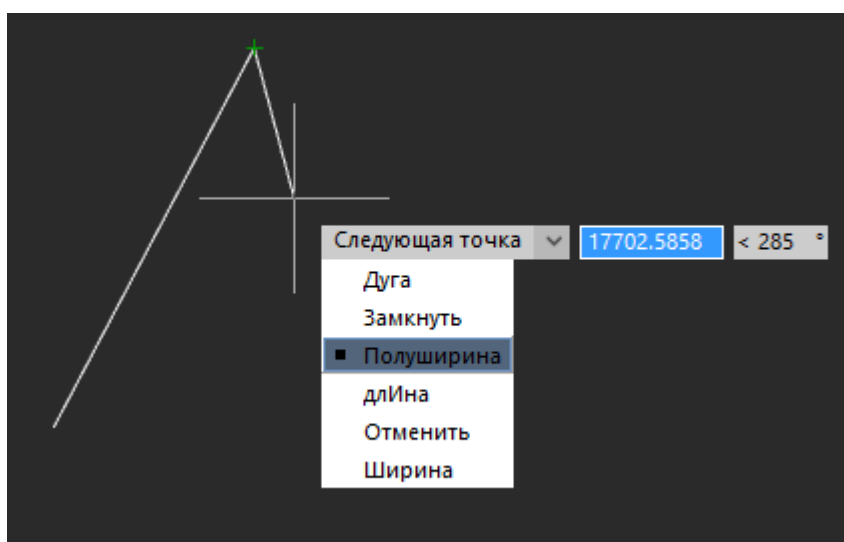 Следующая точка 17702.5858 < 285 °
Дуга
Замкнуть
Полуширина
длИна
Отменить
Ширина